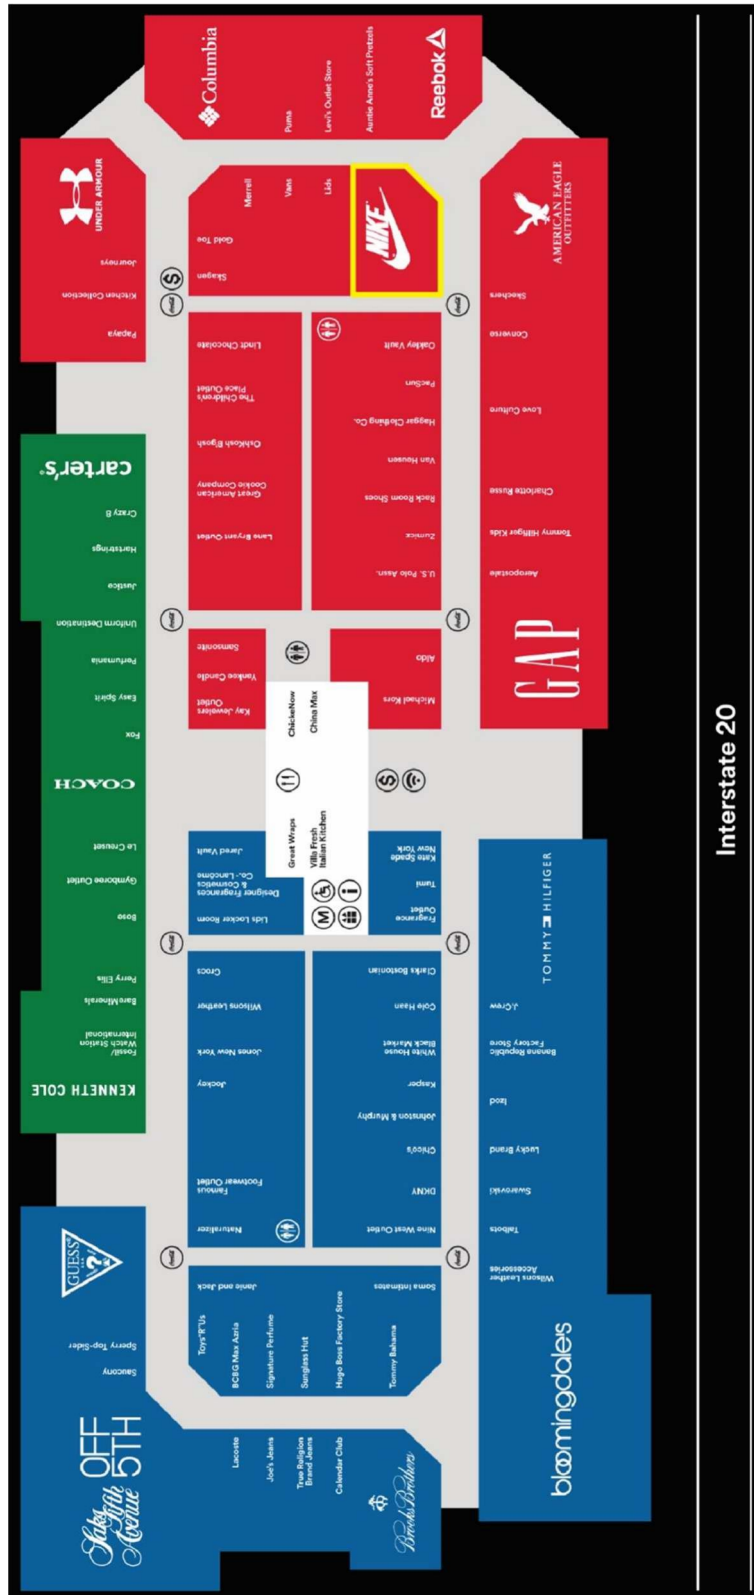 Columbia
Puma
Levi's Outlet Store
Auntie Anne's Soft Pretzels
Reebok
UNDER ARMOUR
Journeys
Kitchen Collection
Papaya
Merrell
Vans
Lids
Gold Toe
Skagen
NIKE
AMERICAN EAGLE
OUTFITTERS
Skechers
Converse
Love Culture
Charlotte Russe
Tommy Hilfiger Kids
Aeropostale
GAP
Lindt Chocolate
The Children's
Place Outlet
OshKosh B'gosh
Great American
Cookie Company
Lane Bryant Outlet
Oakley Vault
PacSun
Haggar Clothing Co.
Van Heusen
Rack Room Shoes
Zumiez
U.S. Polo Assn.
Samsonite
Yankee Candle
Kay Jewelers
Outlet
Aldo
Michael Kors
carter's
Crazy 8
Hartstrings
Justice
Uniform Destination
Perfumania
Easy Spirit
Fox
COACH
Le Creuset
Gymboree Outlet
Bose
Perry Ellis
BareMinerals
Fossil/
Watch Station
International
KENNETH COLE
ChickeNow
China Max
Great Wraps
Villa Fresh
Italian Kitchen
M
i
$
$
Jared Vault
Designer Fragrances
& Cosmetics
Co.- Lancôme
Lids Locker Room
Kate Spade
New York
Tumi
Fragrance
Outlet
Crocs
Wilsons Leather
Jones New York
Jockey
Famous
Footwear Outlet
Naturalizer
Clarks Bostonian
Cole Haan
White House
Black Market
Kasper
Johnston & Murphy
Chico's
DKNY
Nine West Outlet
TOMMY HILFIGER
J.Crew
Banana Republic
Factory Store
Izod
Lucky Brand
Swarovski
Talbots
Wilsons Leather
Accessories
bloomingdale's
GUESS
?
Sperry Top-Sider
Saucony
Saks
Fifth
Avenue
OFF
5TH
Janie and Jack
Soma Intimates
Toys"R"Us
BCBG Max Azria
Signature Perfume
Sunglass Hut
Hugo Boss Factory Store
Tommy Bahama
Lacoste
Joe's Jeans
True Religion
Brand Jeans
Calendar Club
Brooks Brothers
Interstate 20